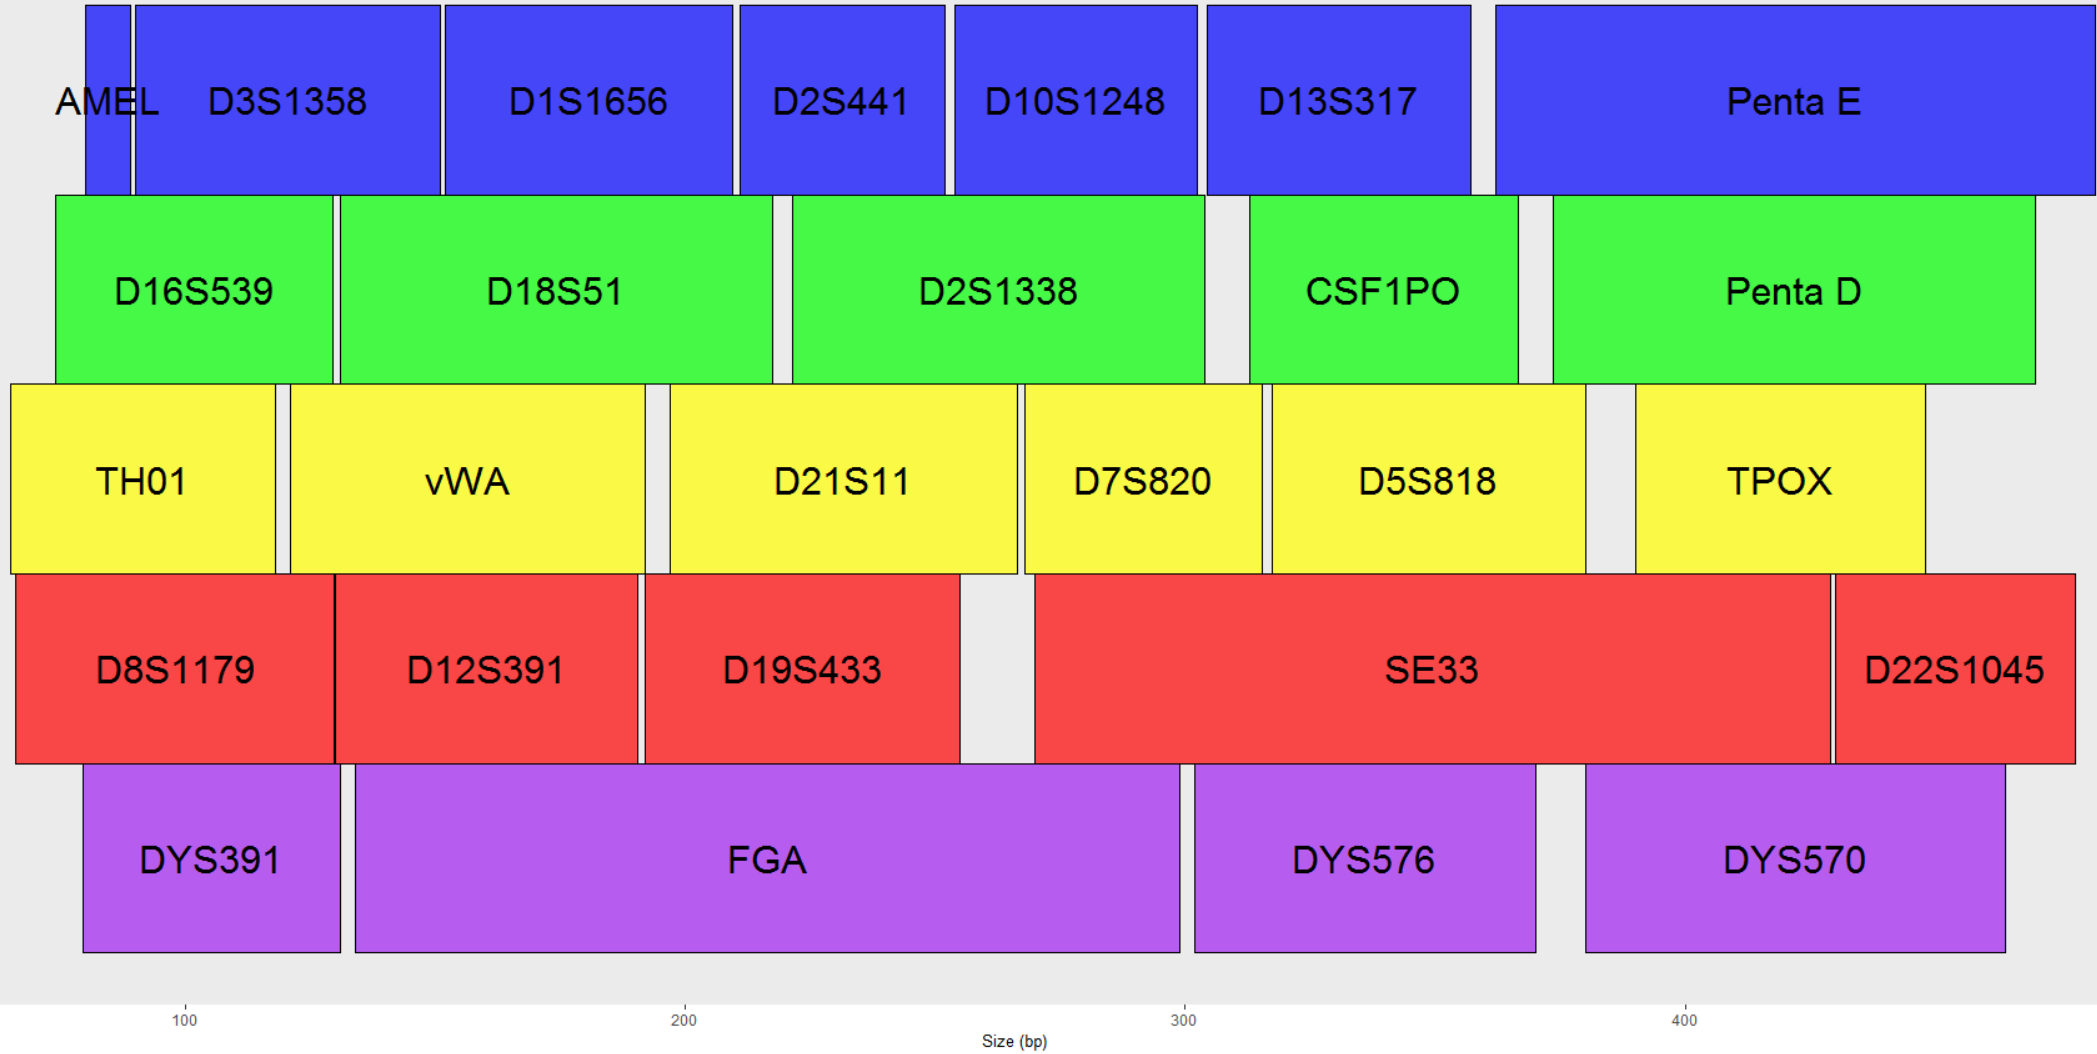 AMEL D3S1358 D1S1656 D2S441 D10S1248 D13S317 Penta E
D16S539 D18S51 D2S1338 CSF1PO Penta D
TH01 vWA D21S11 D7S820 D5S818 TPOX
D8S1179 D12S391 D19S433 SE33 D22S1045
DYS391 FGA DYS576 DYS570
100 200 300 400
Size (bp)